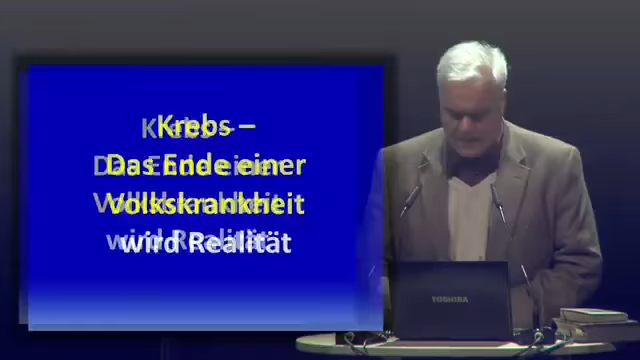 Krebs –
Das Ende einer
Volkskrankheit
wird Realität
TOSHIBA